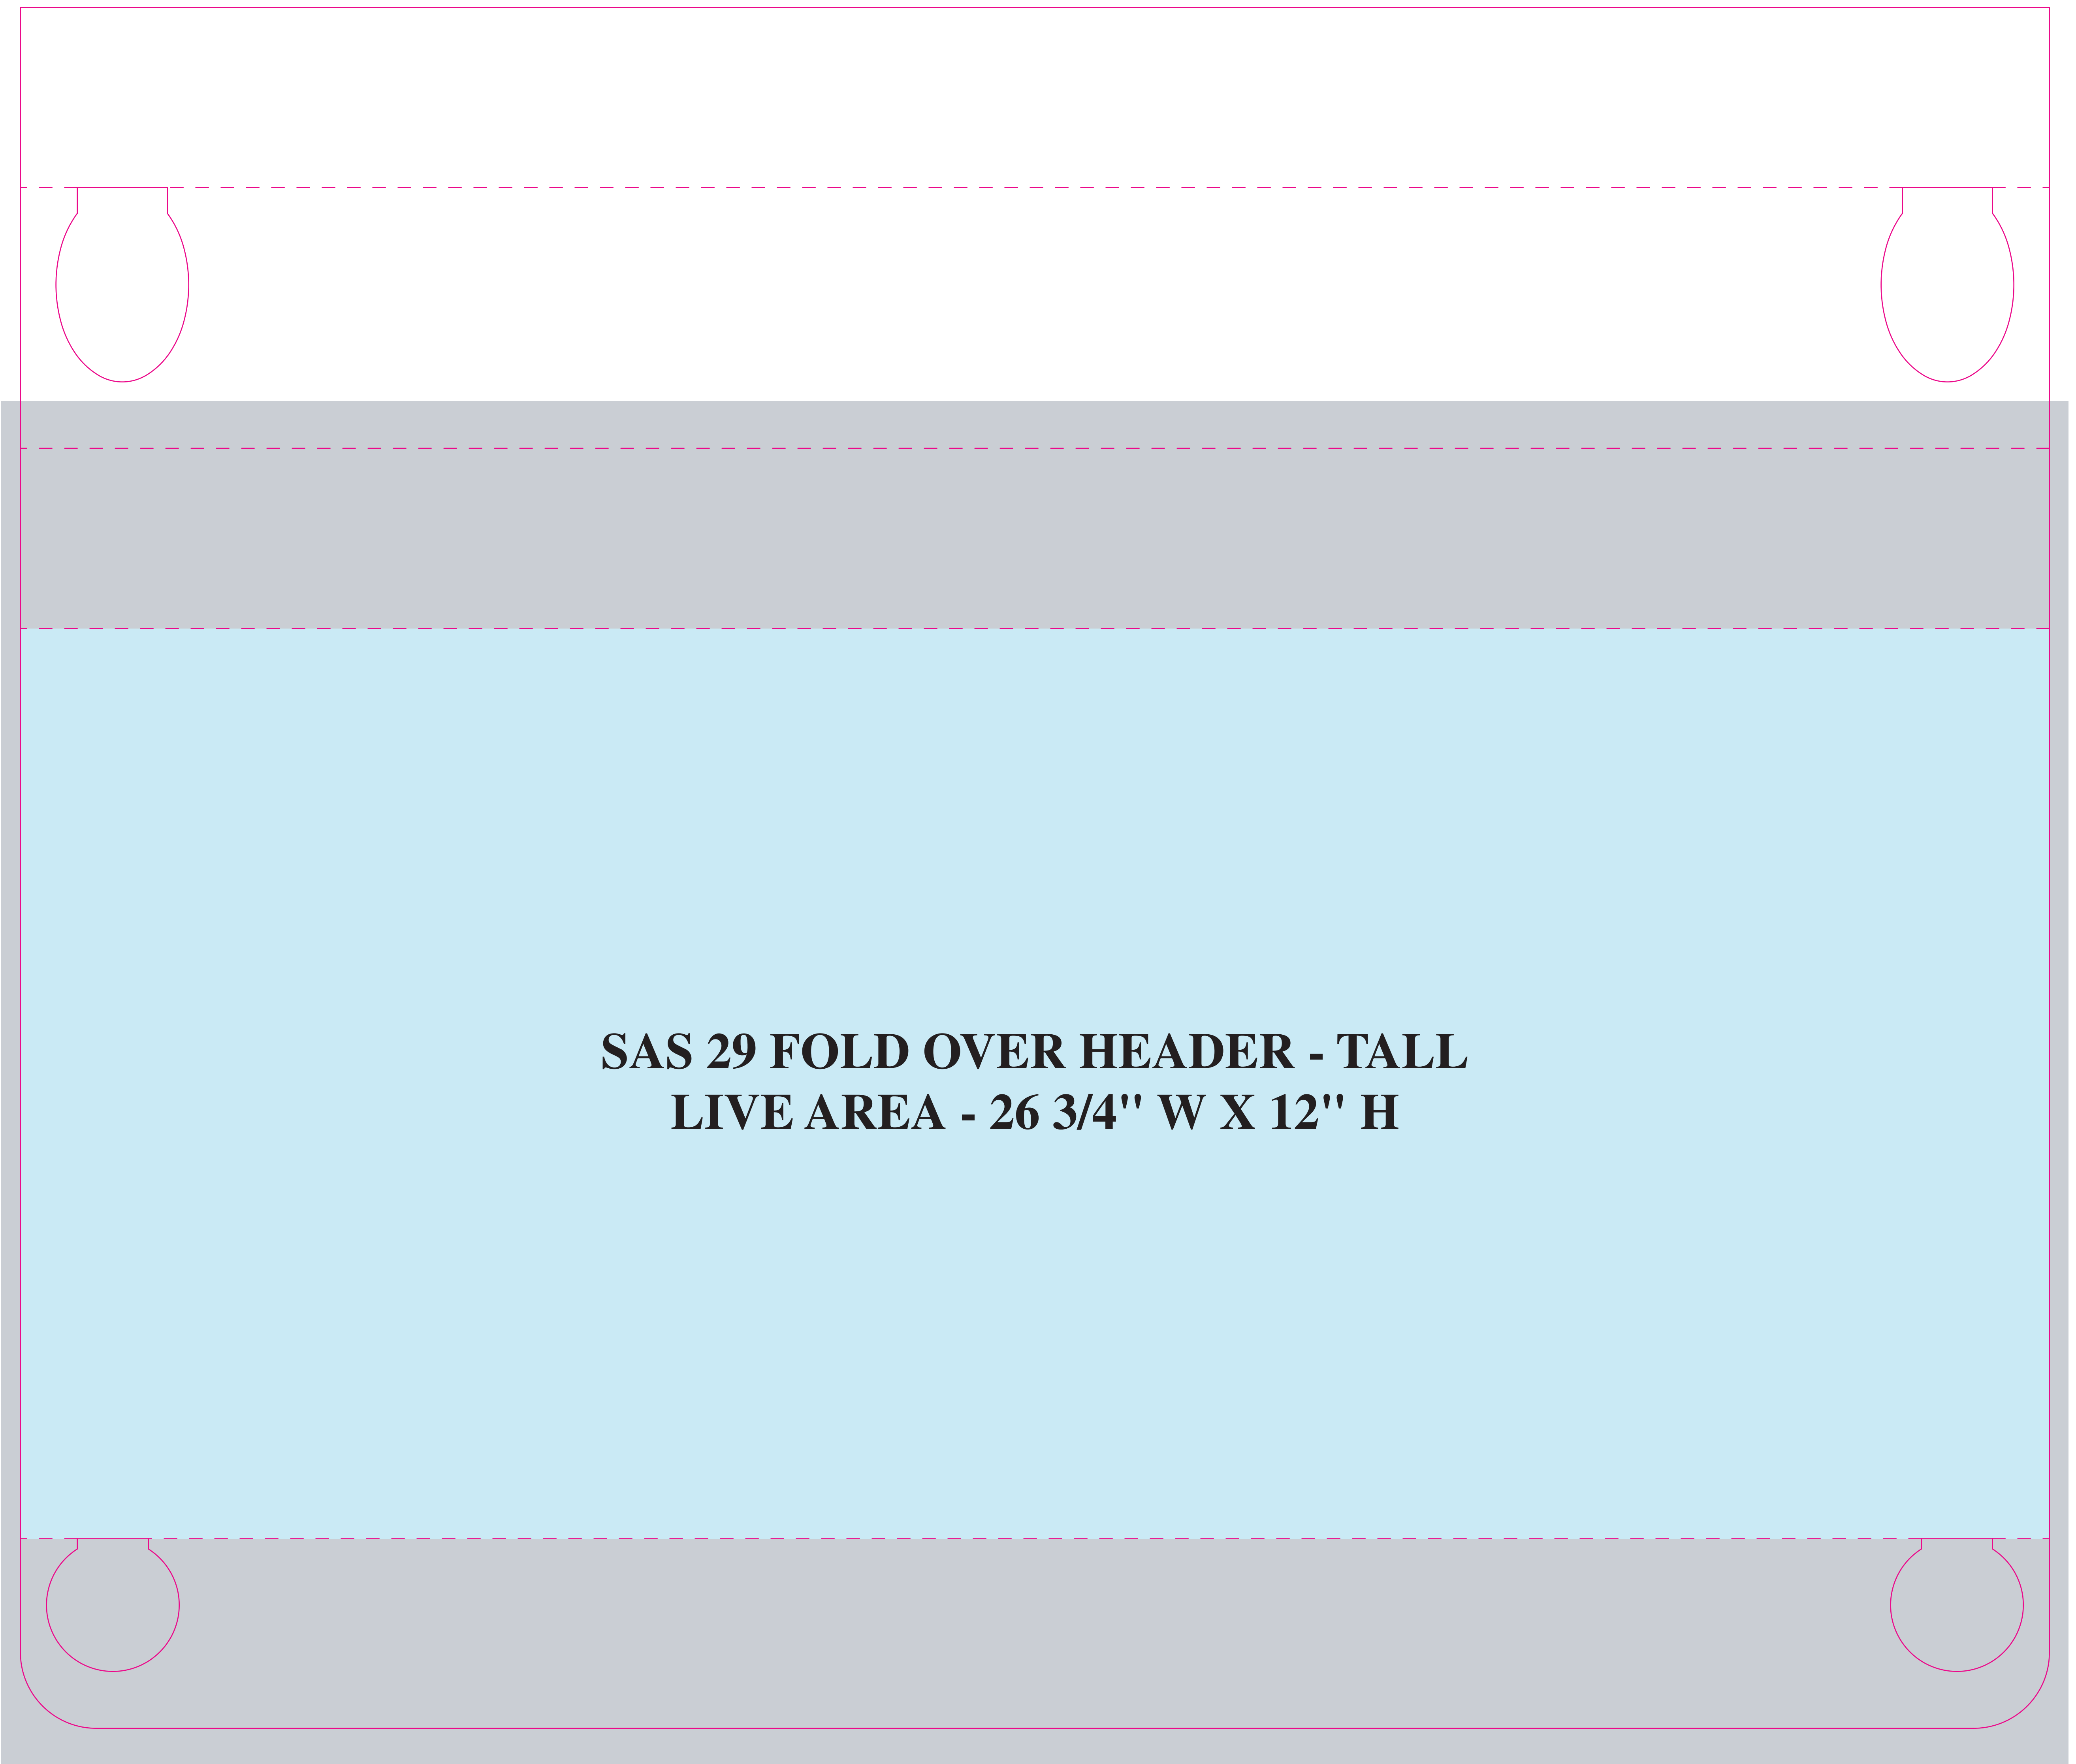 SAS 29 FOLD OVER HEADER - TALL
LIVE AREA - 26 3/4" W X 12" H